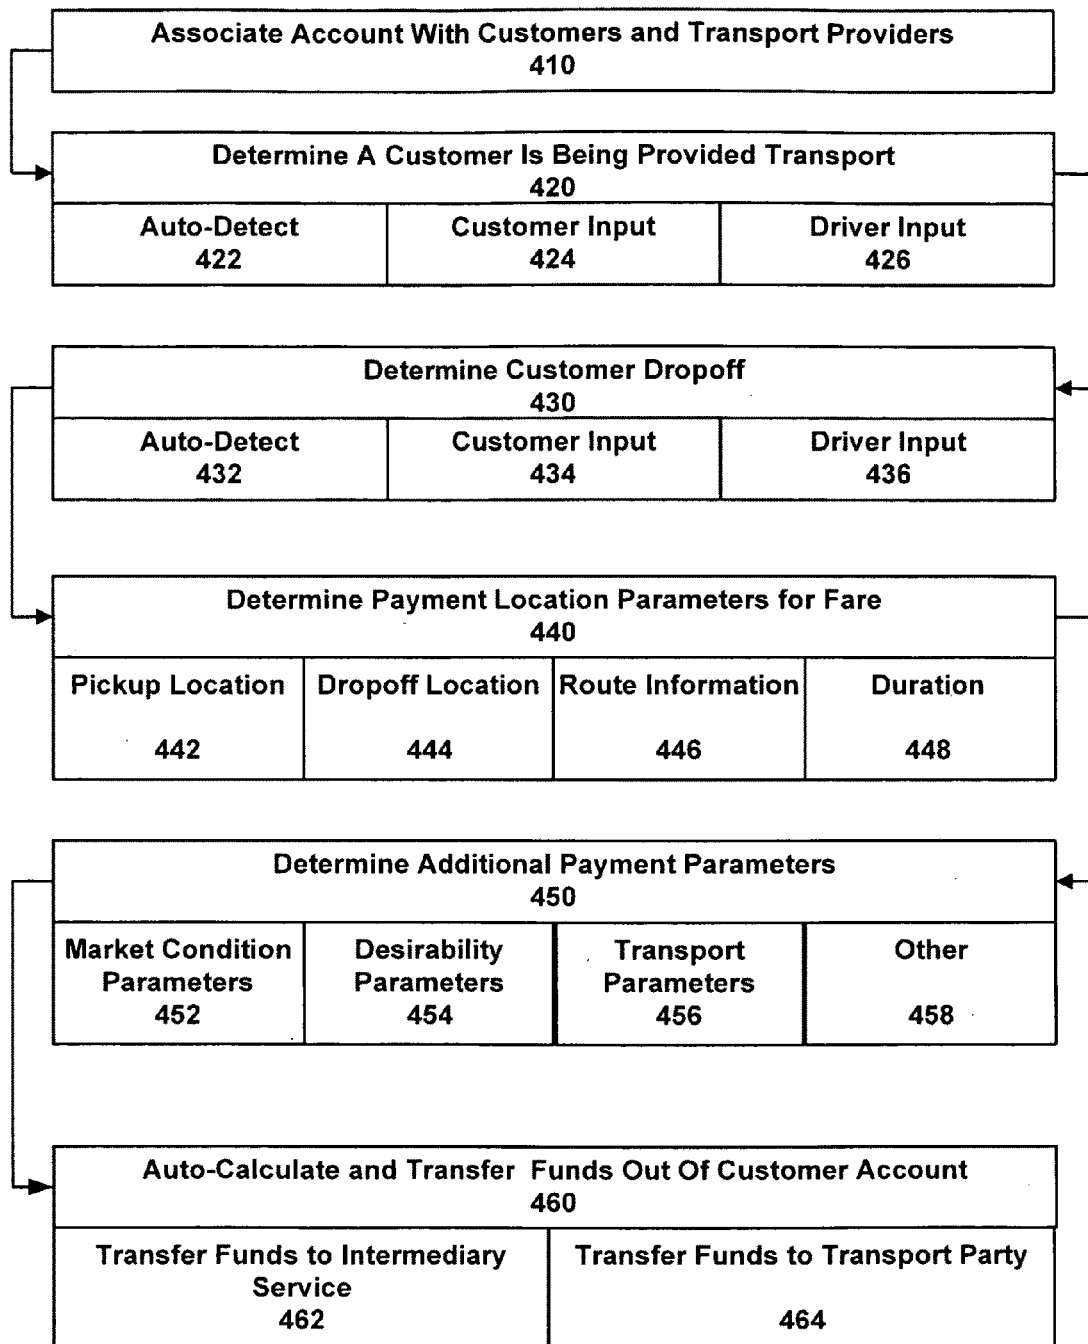 Associate Account With Customers and Transport Providers
410
Determine A Customer Is Being Provided Transport
420
Auto-Detect
422
Customer Input
424
Driver Input
426
Determine Customer Dropoff
430
Auto-Detect
432
Customer Input
434
Driver Input
436
Determine Payment Location Parameters for Fare
440
Pickup Location
442
Dropoff Location
444
Route Information
446
Duration
448
Determine Additional Payment Parameters
450
Market Condition
Parameters
452
Desirability
Parameters
454
Transport
Parameters
456
Other
458
Auto-Calculate and Transfer Funds Out Of Customer Account
460
Transfer Funds to Intermediary
Service
462
Transfer Funds to Transport Party
464